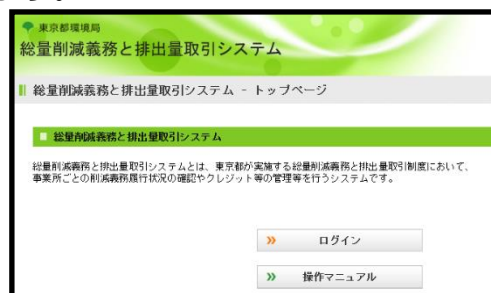 東京都環境局
総量削減義務と排出量取引システム
総量削減義務と排出量取引システム - トップページ
総量削減義務と排出量取引システム
総量削減義務と排出量取引システムとは、東京都が実施する総量削減義務と排出量取引制度において、
事業所ごとの削減義務履行状況の確認やクレジット等の管理等を行うシステムです。
ログイン
操作マニュアル